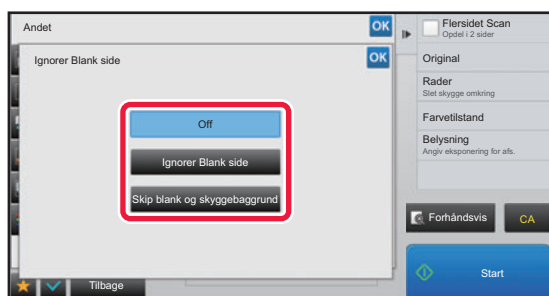 Andet
OK
Ignorer Blank side
OK
Off
Ignorer Blank side
Skip blank og skyggebaggrund
Tilbage
Flersidet Scan
Opdel i 2 sider
Original
Rader
Slet skygge omkring
Farvetilstand
Belysning
Angiv eksponering for afs.
Forhåndsvis
CA
Start